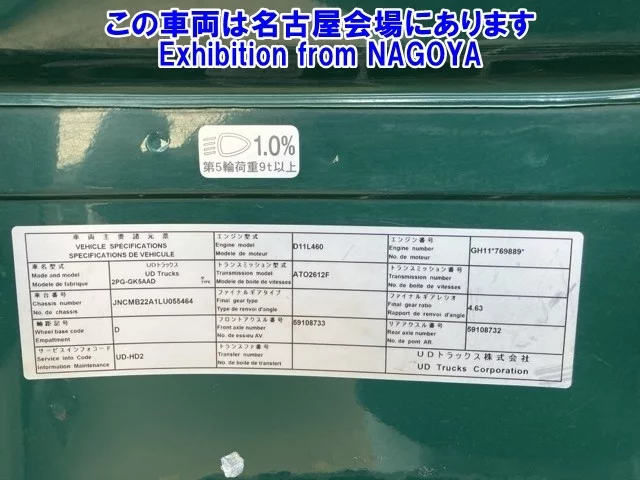 この車両は名古屋会場にあります
Exhibition from NAGOYA
1.0%
第5輪荷重9t以上
車両主要諸元票
VEHICLE SPECIFICATIONS
SPECIFICATIONS DE VEHICULE
エンジン型式
Engine model
Modele de moteur
D11L460
エンジン番号
Engine number
No. de moteur
GH11*769889*
車名型式
Made and model
Modele de fabrique
UDトラックス
UD Trucks
2PG-GK5AAD
TYPE
トランスミッション型式
Transmission model
Modele de boite de vitesses
ATO2612F
トランスミッション番号
Transmission number
No. de boite de vitesses
車台番号
Chassis number
No. de chassis
JNCMB22A1LU055464
ファイナルギアタイプ
Final gear type
Type de renvoi d'angle
ファイナルギアレシオ
Final gear ratio
Rapport de renvoi d'angle
4.63
軸距記号
Wheel base code
Empattement
D
フロントアクスル番号
Front axle number
No. de essieu AV.
59108733
リアアクスル番号
Rear axle number
No. de pont AR.
59108732
サービスインフォコード
Service Info Code
Information Maintenance
UD-HD2
トランスファ番号
Transfer number
No. de boite de transfert
UDトラックス株式会社
UD Trucks Corporation